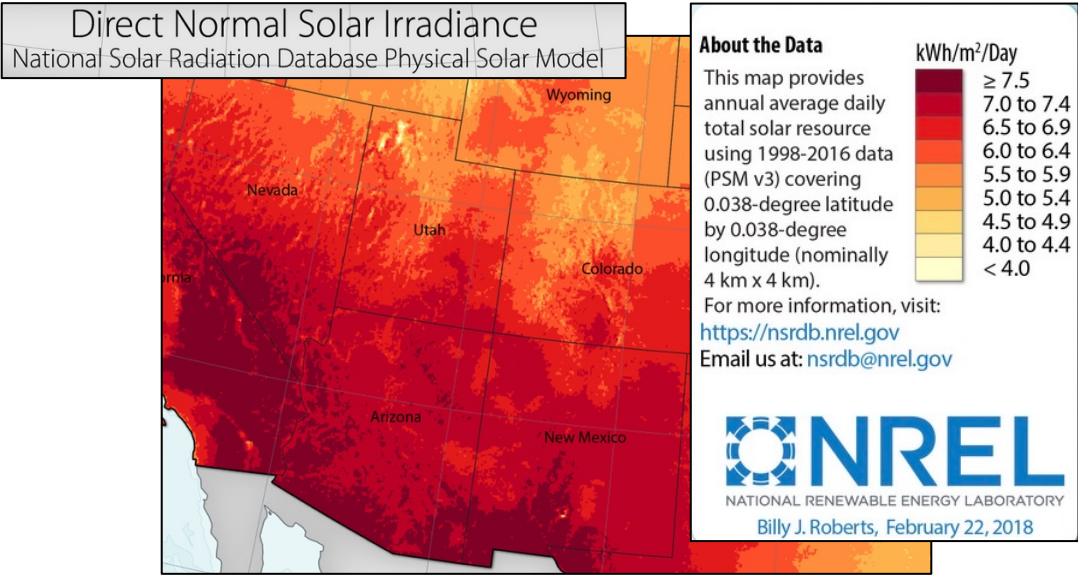 Direct Normal Solar Irradiance
National Solar Radiation Database Physical Solar Model
Wyoming
Nevada
Utah
Colorado
ornia
Arizona
New Mexico
About the Data
This map provides
annual average daily
total solar resource
using 1998-2016 data
(PSM v3) covering
0.038-degree latitude
by 0.038-degree
longitude (nominally
4 km x 4 km).
For more information, visit:
https://nsrdb.nrel.gov
Email us at: nsrdb@nrel.gov
kWh/m²/Day
≥ 7.5
7.0 to 7.4
6.5 to 6.9
6.0 to 6.4
5.5 to 5.9
5.0 to 5.4
4.5 to 4.9
4.0 to 4.4
< 4.0
NREL
NATIONAL RENEWABLE ENERGY LABORATORY
Billy J. Roberts, February 22, 2018